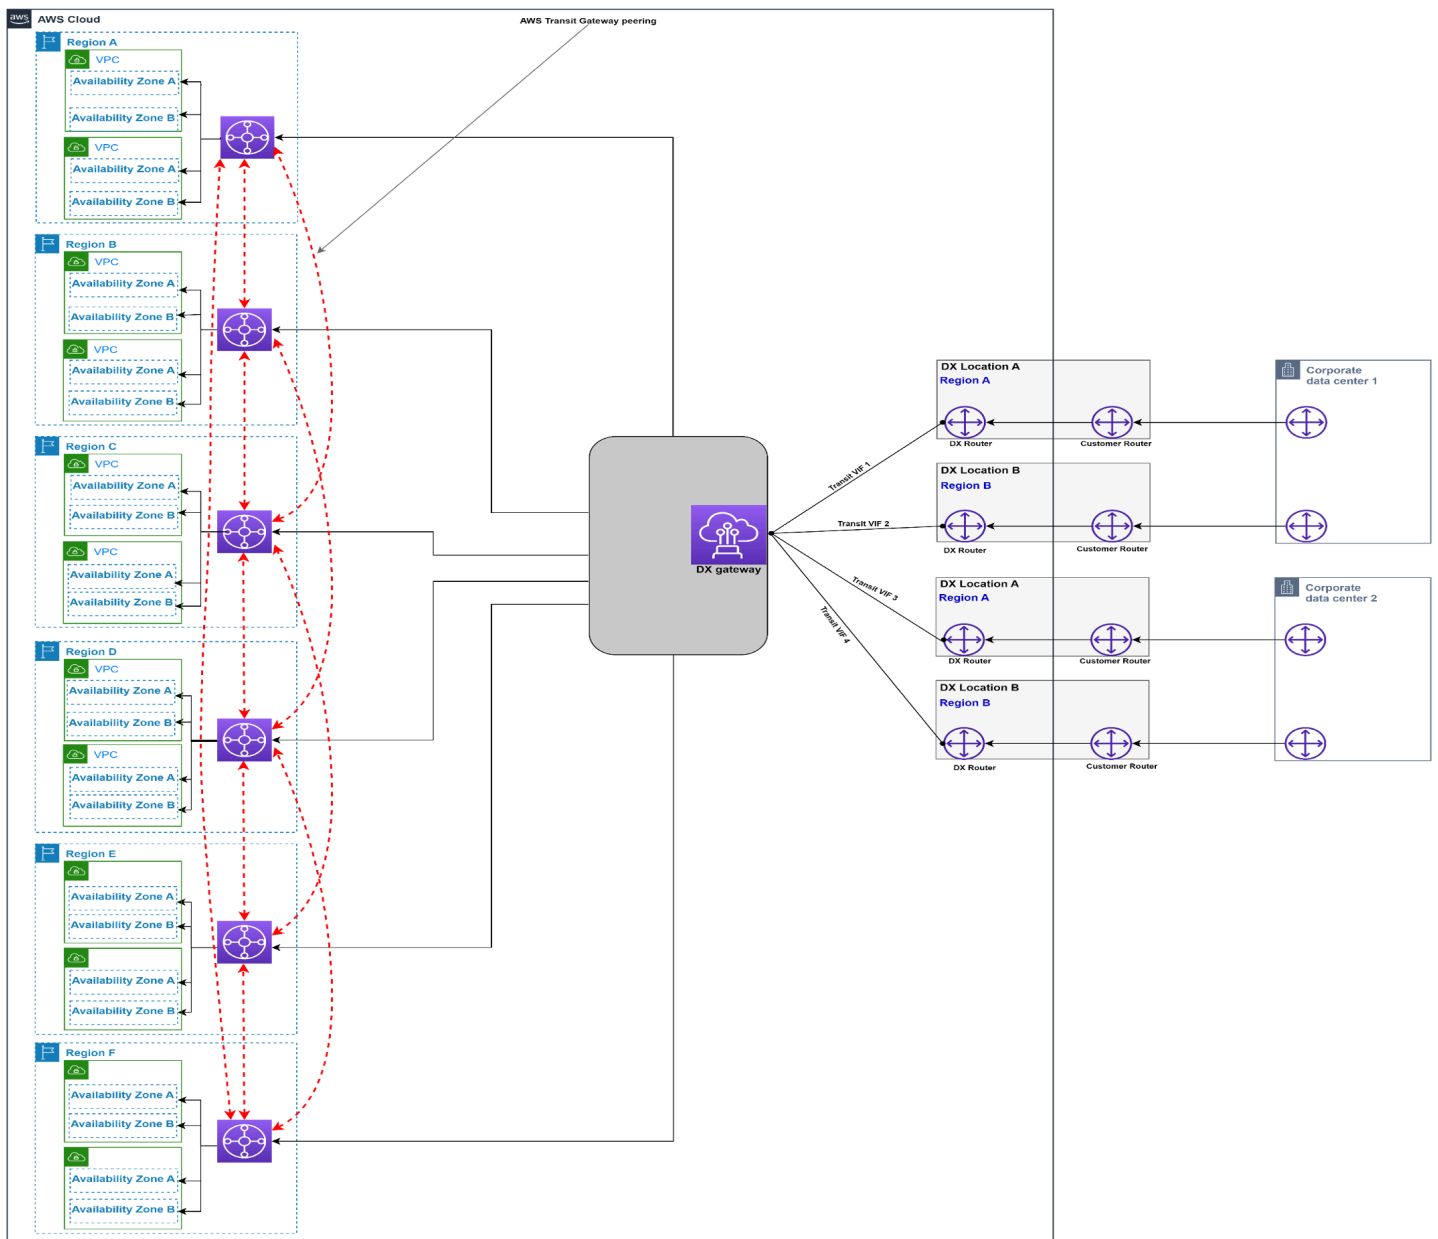 aws
AWS Cloud
AWS Transit Gateway peering
Region A
VPC
Availability Zone A
Availability Zone B
VPC
Availability Zone A
Availability Zone B
Region B
VPC
Availability Zone A
Availability Zone B
VPC
Availability Zone A
Availability Zone B
Region C
VPC
Availability Zone A
Availability Zone B
VPC
Availability Zone A
Availability Zone B
Region D
VPC
Availability Zone A
Availability Zone B
VPC
Availability Zone A
Availability Zone B
Region E
Availability Zone A
Availability Zone B
Availability Zone A
Availability Zone B
Region F
Availability Zone A
Availability Zone B
Availability Zone A
Availability Zone B
DX gateway
Transit VIF 1
Transit VIF 2
Transit VIF 3
Transit VIF 4
DX Location A
Region A
DX Router
Customer Router
DX Location B
Region B
DX Router
Customer Router
DX Location A
Region A
DX Router
Customer Router
DX Location B
Region B
DX Router
Customer Router
Corporate
data center 1
Corporate
data center 2